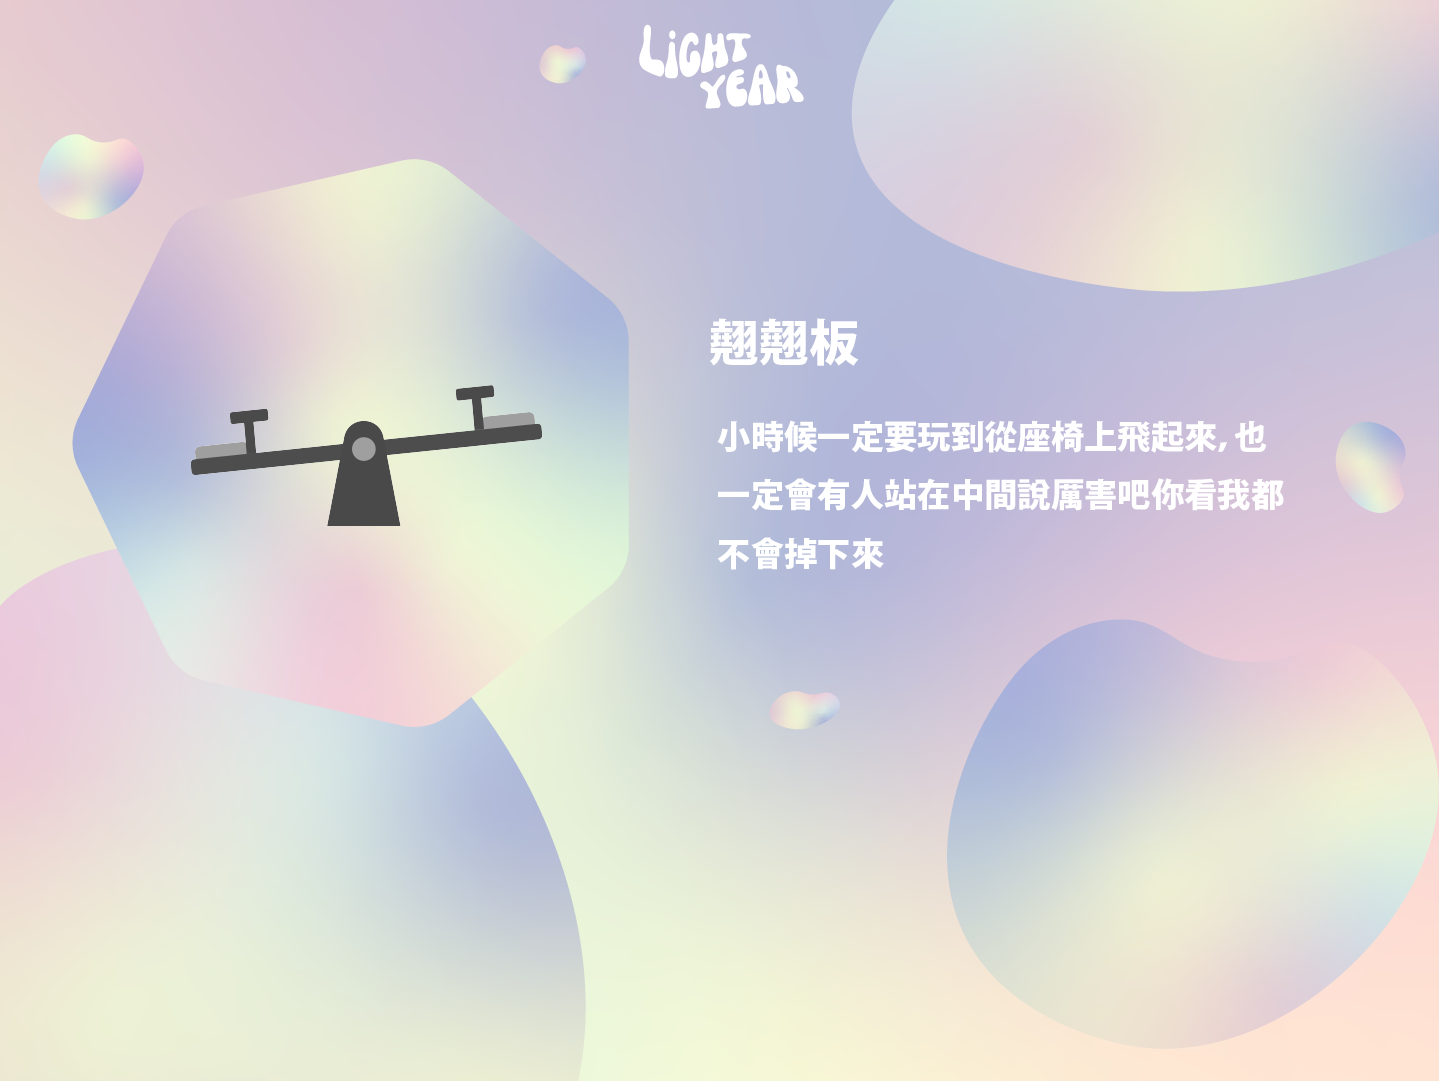 LiGHT
YEAR
翹翹板
小時候一定要玩到從座椅上飛起來, 也
一定會有人站在中間說厲害吧你看我都
不會掉下來